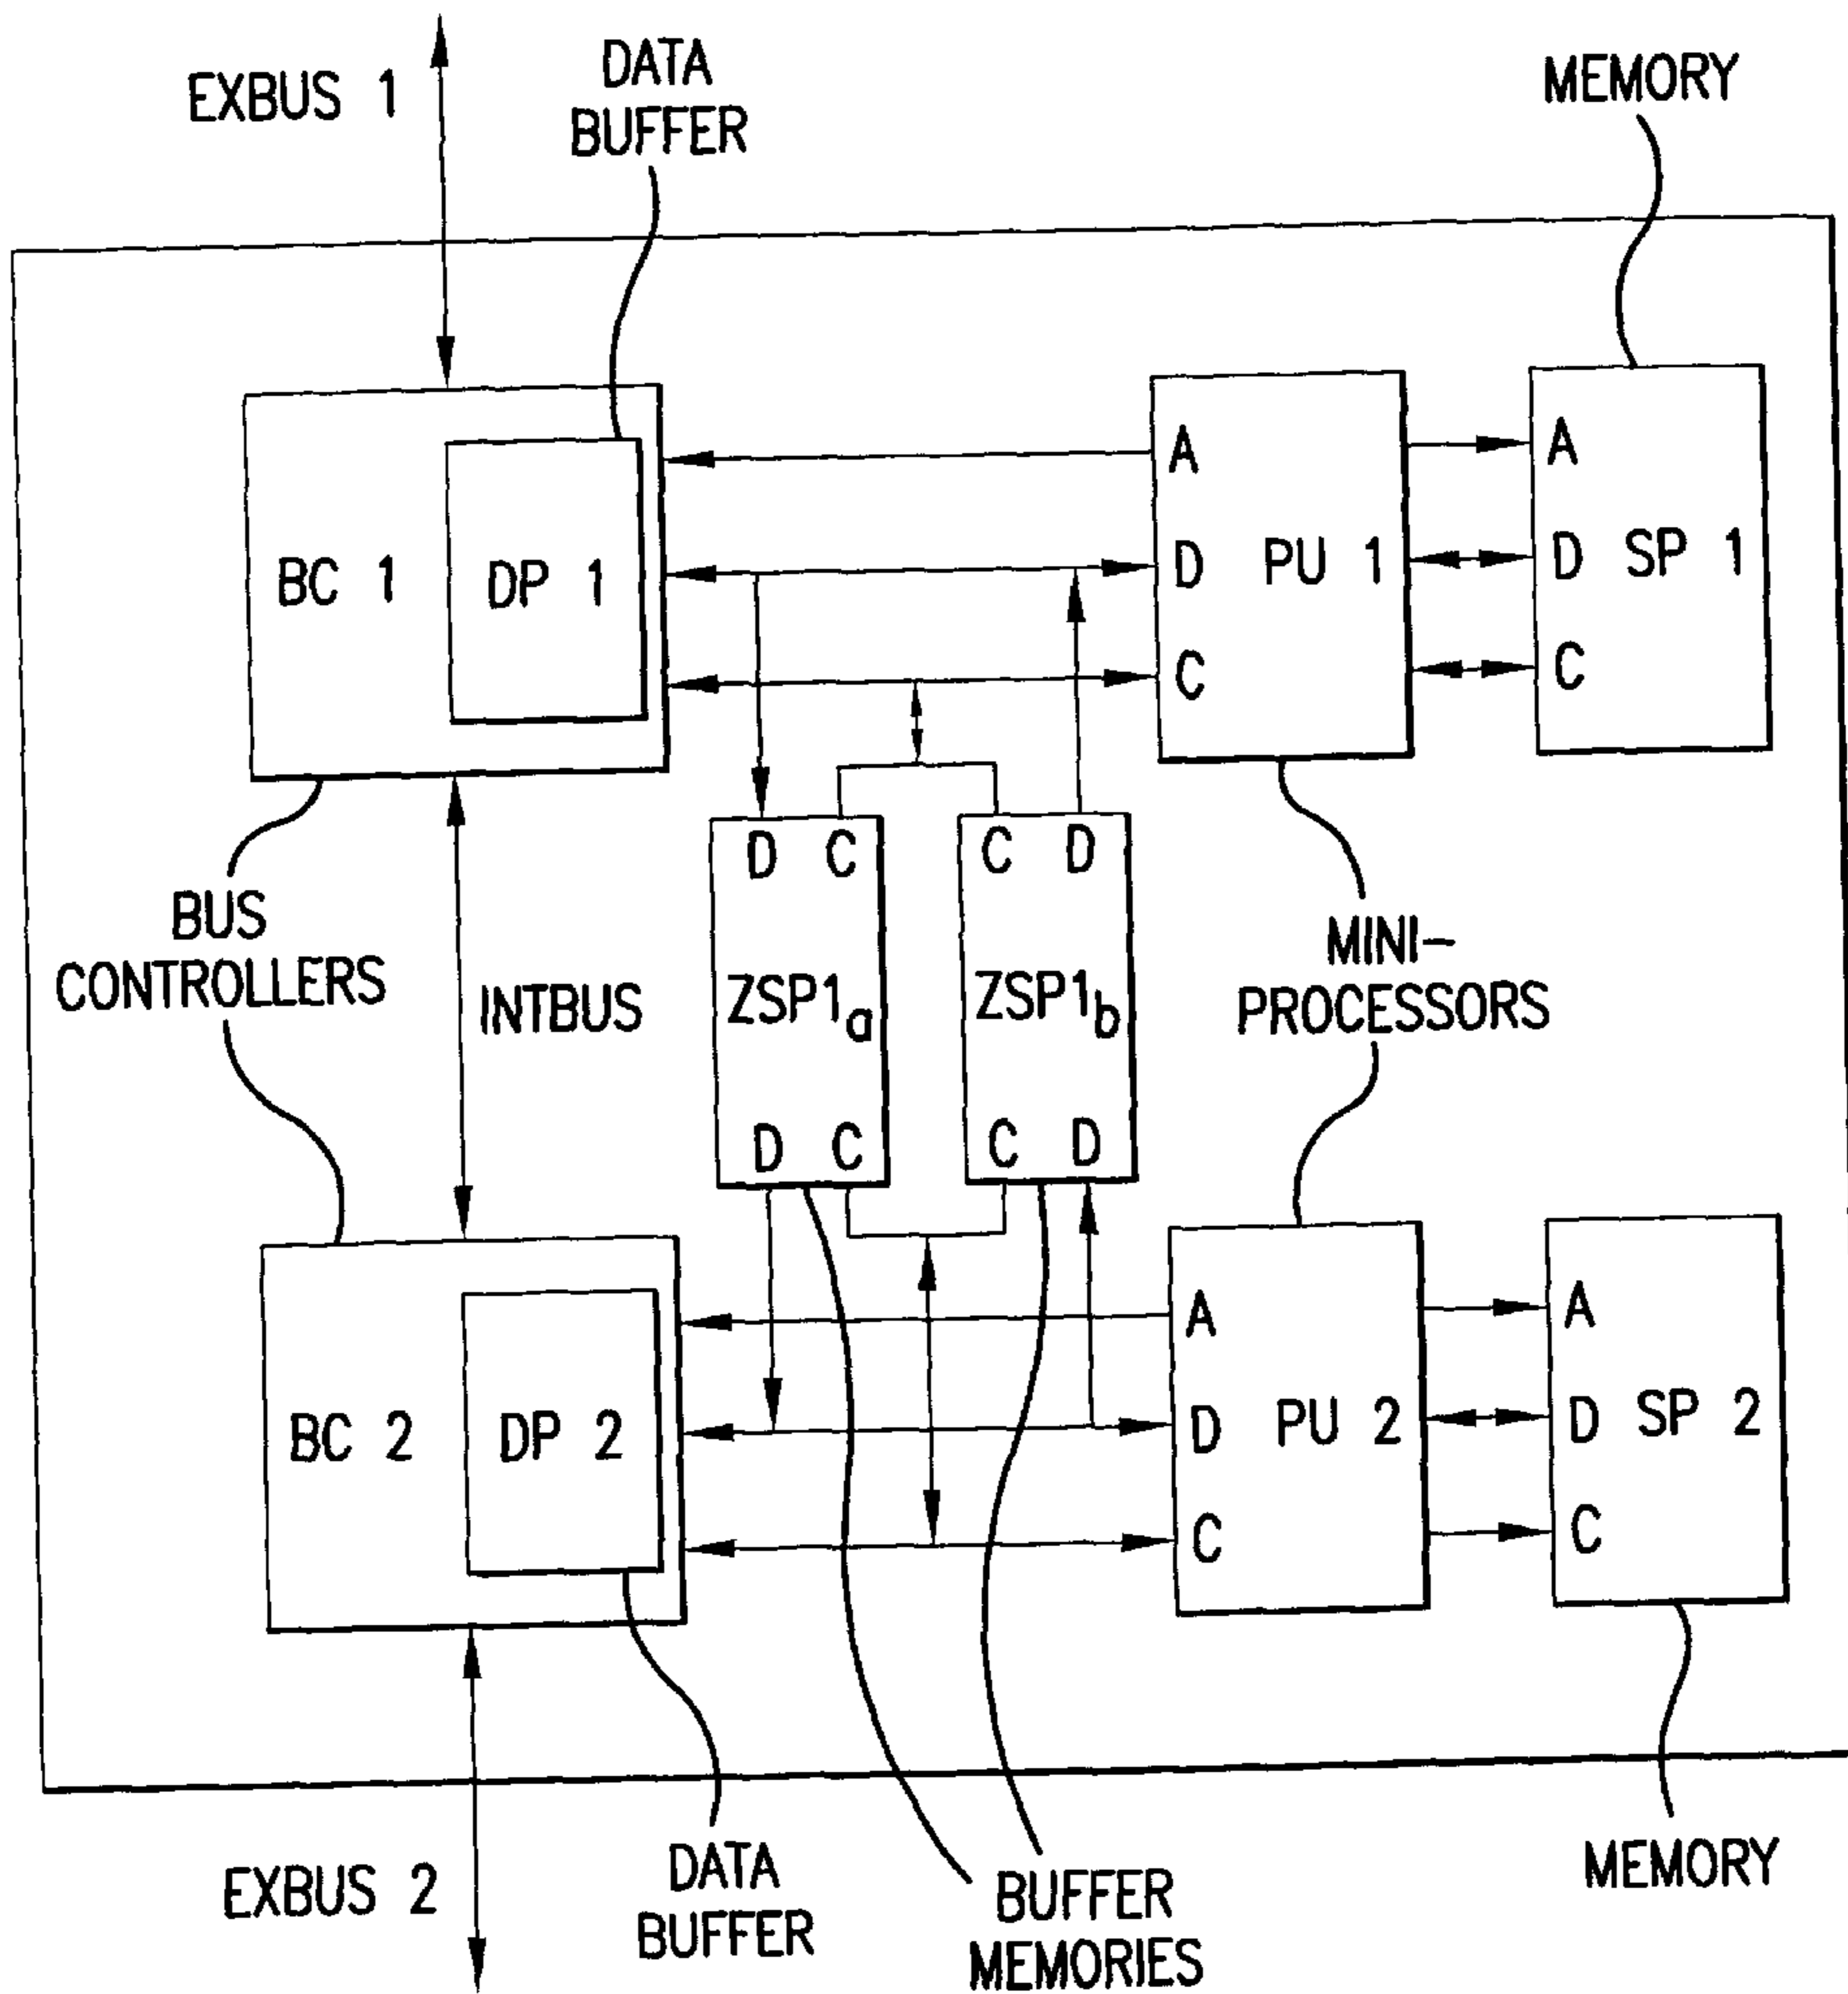 EXBUS 1
DATA
BUFFER
MEMORY
BC 1
DP 1
A
D
C
PU 1
A
D
C
SP 1
D C
C D
BUS
CONTROLLERS
INTBUS
ZSP1a
ZSP1b
MINI-
PROCESSORS
D C
C D
BC 2
DP 2
A
D
C
PU 2
A
D
C
SP 2
EXBUS 2
DATA
BUFFER
BUFFER
MEMORIES
MEMORY